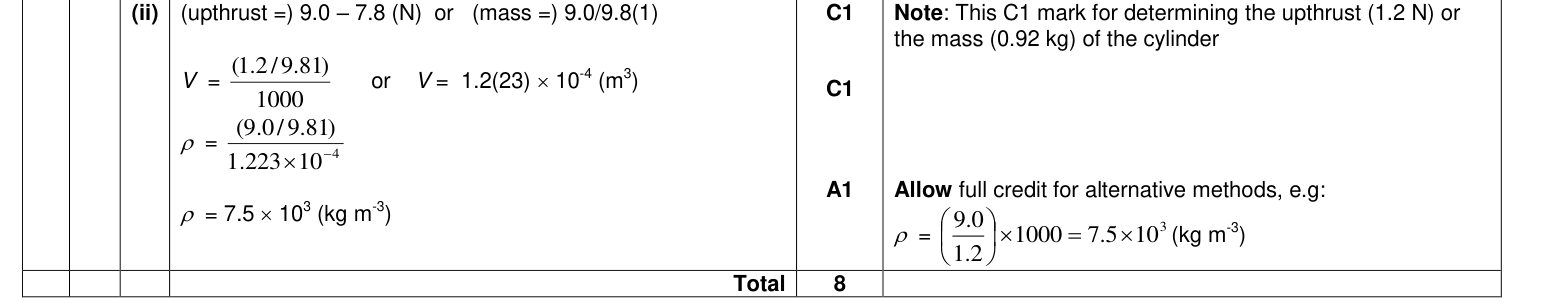 (ii) (upthrust =) 9.0 – 7.8 (N) or (mass =) 9.0/9.8(1) C1 Note: This C1 mark for determining the upthrust (1.2 N) or
the mass (0.92 kg) of the cylinder
V = (1.2/9.81)/1000 or V = 1.2(23) × 10⁻⁴ (m³) C1
ρ = (9.0/9.81)/1.223×10⁻⁴
A1 Allow full credit for alternative methods, e.g:
ρ = 7.5 × 10³ (kg m⁻³)
ρ = (9.0/1.2) ×1000 = 7.5×10³ (kg m⁻³)
Total 8